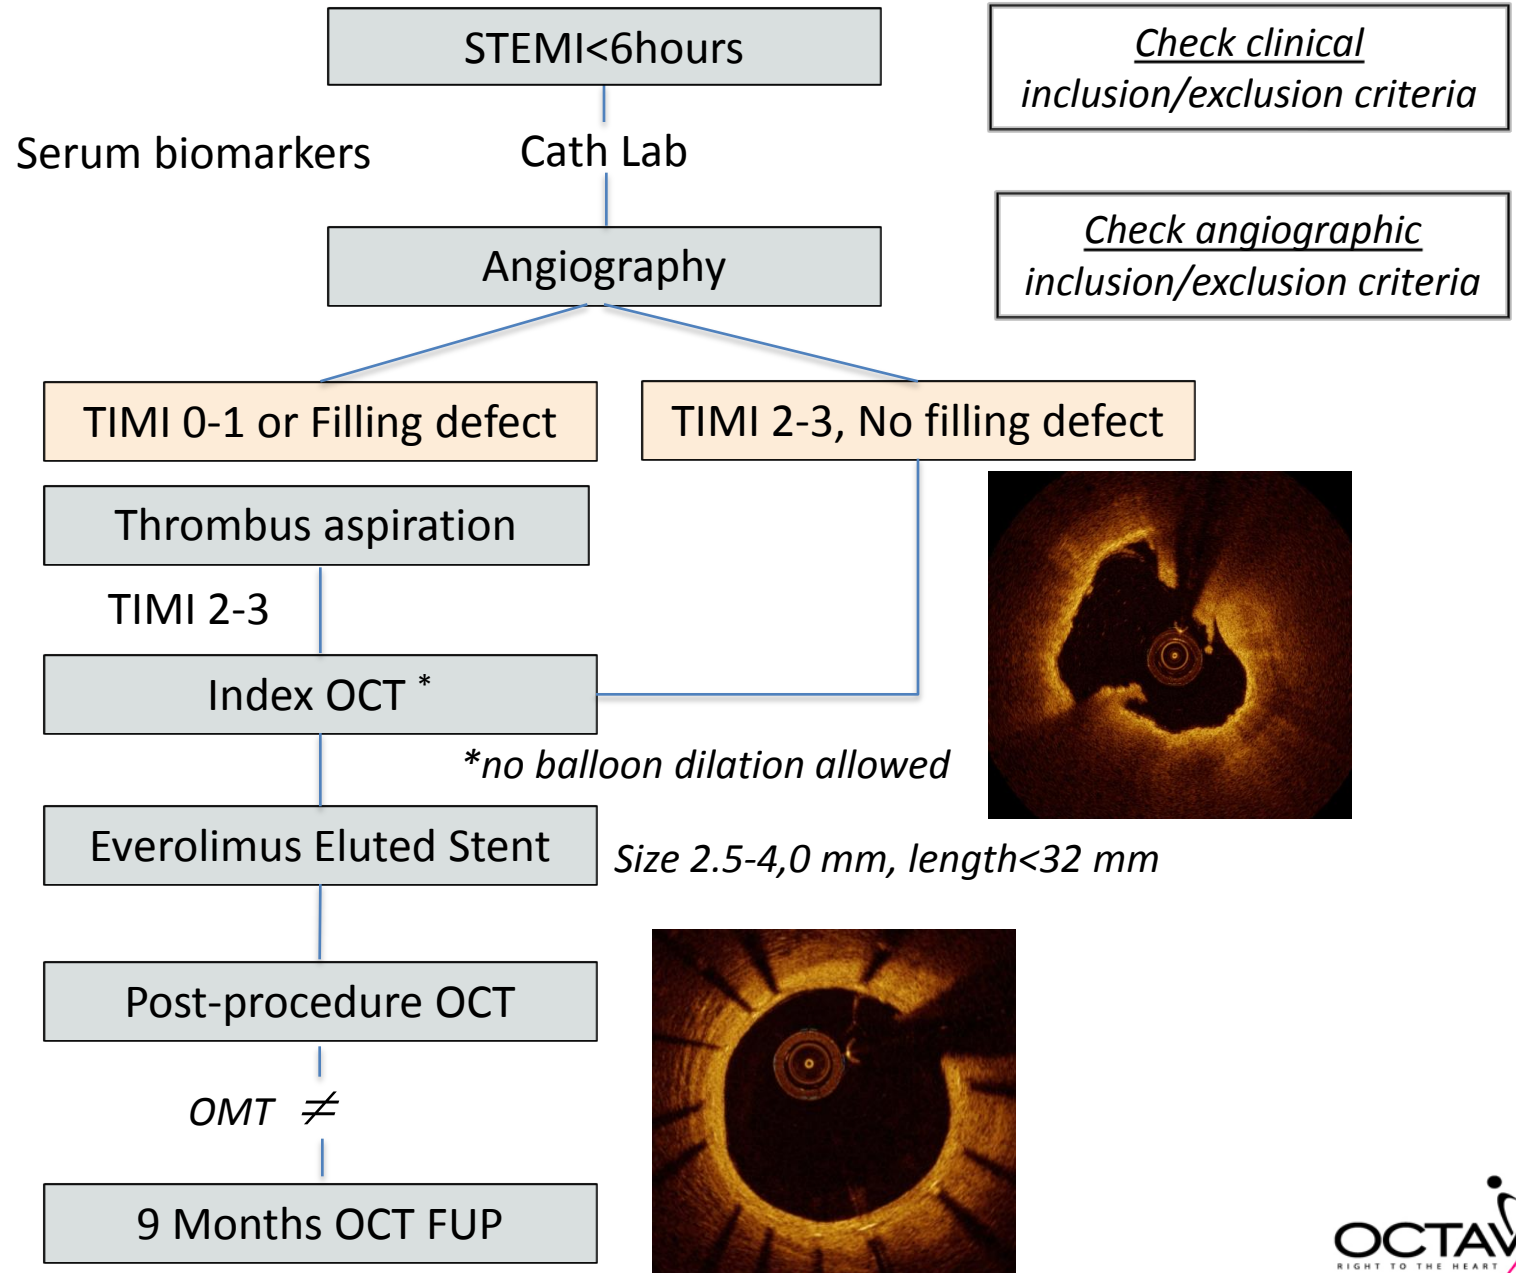 STEMI<6hours
Check clinical
inclusion/exclusion criteria
Serum biomarkers
Cath Lab
Angiography
Check angiographic
inclusion/exclusion criteria
TIMI 0-1 or Filling defect
TIMI 2-3, No filling defect
Thrombus aspiration
TIMI 2-3
Index OCT *
*no balloon dilation allowed
Everolimus Eluted Stent
Size 2.5-4,0 mm, length<32 mm
Post-procedure OCT
OMT ≠
9 Months OCT FUP
OCTAV
RIGHT TO THE HEART